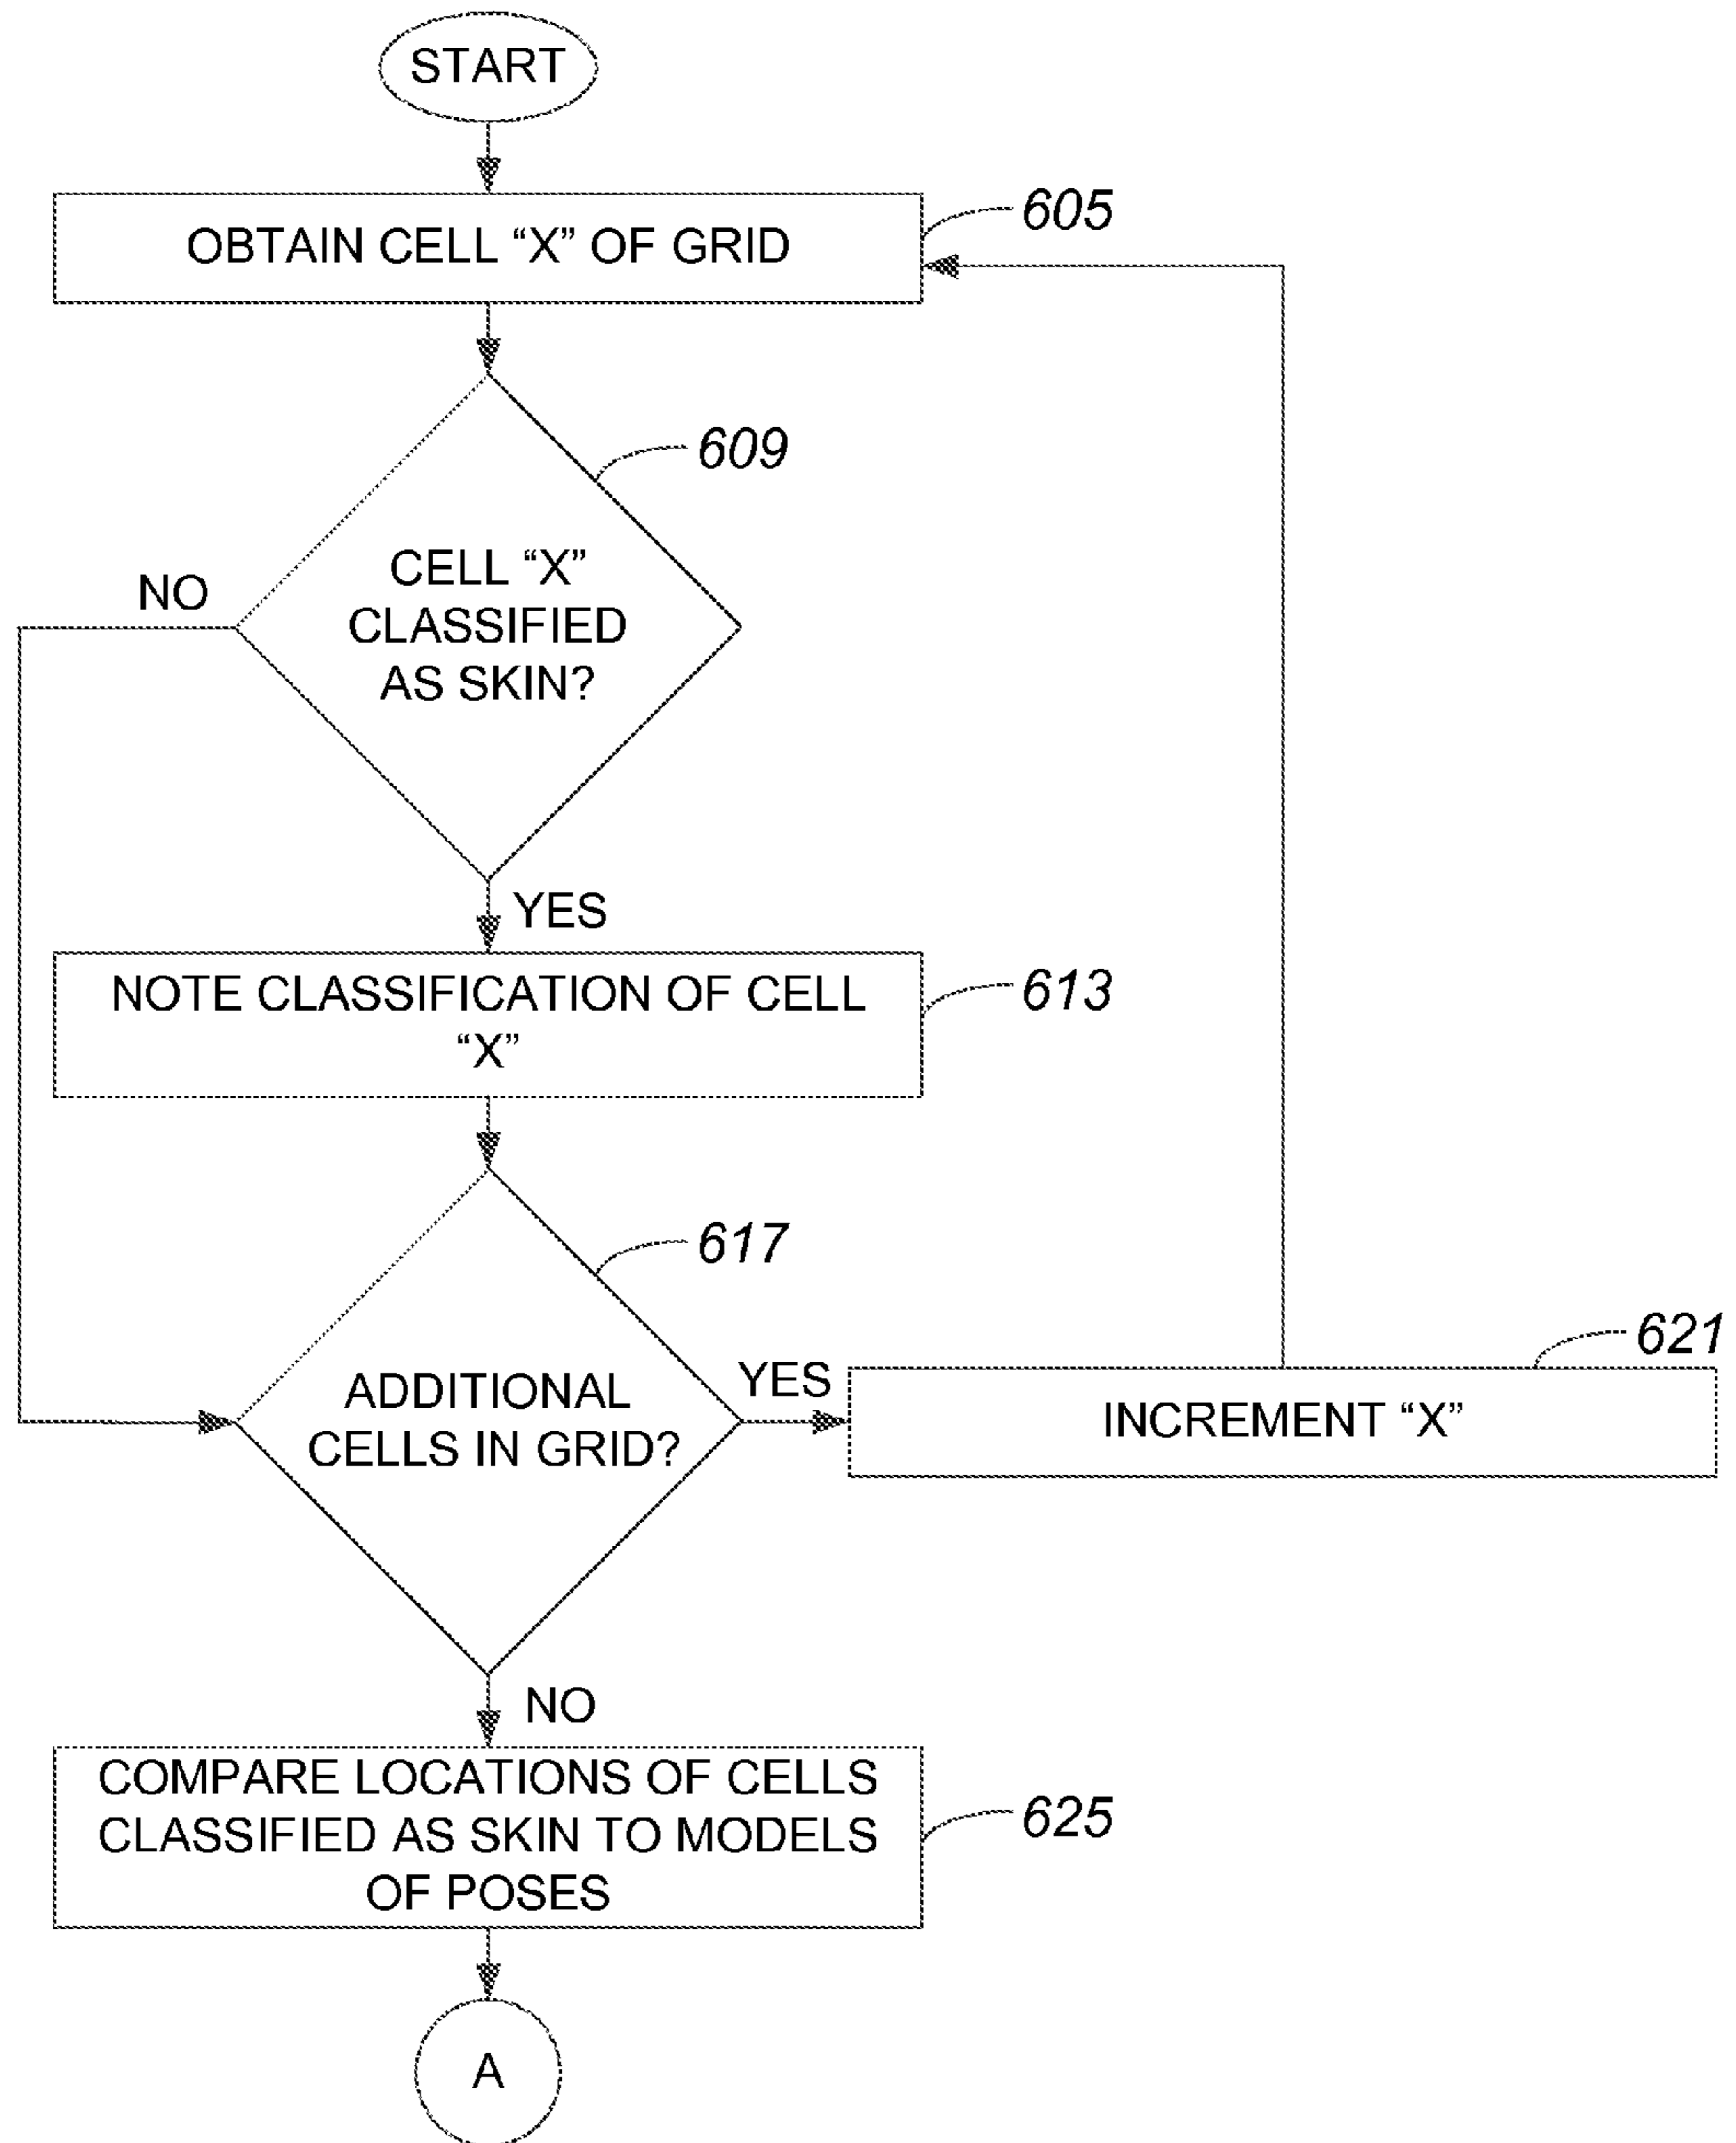 START
OBTAIN CELL “X” OF GRID
605
609
CELL “X”
CLASSIFIED
AS SKIN?
NO
YES
NOTE CLASSIFICATION OF CELL
“X”
613
617
ADDITIONAL
CELLS IN GRID?
YES
621
INCREMENT “X”
NO
COMPARE LOCATIONS OF CELLS
CLASSIFIED AS SKIN TO MODELS
OF POSES
625
A